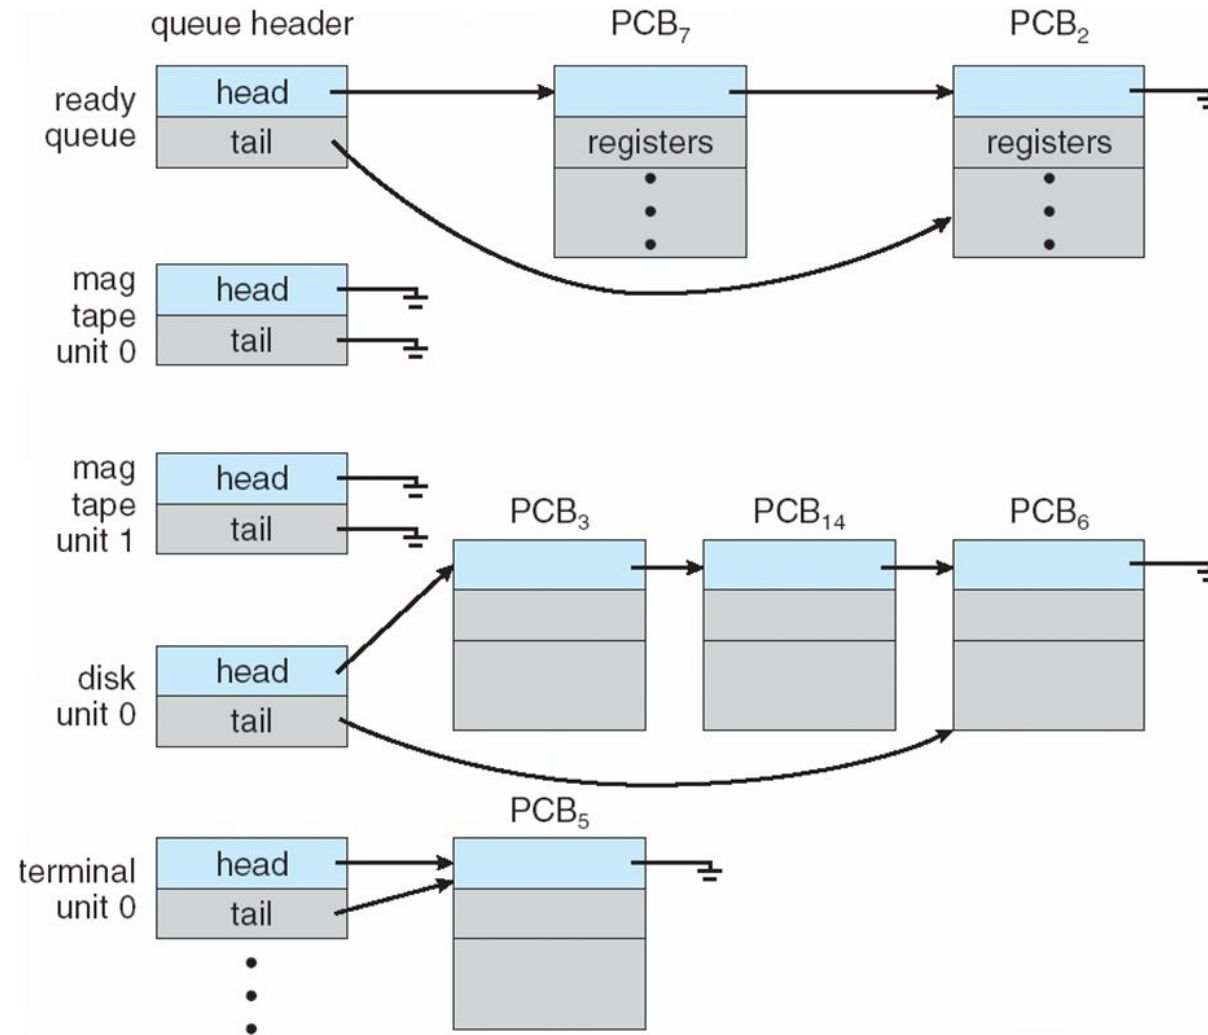 queue header
PCB₇
PCB₂
ready
queue
head
tail
registers
registers
mag
tape
unit 0
head
tail
mag
tape
unit 1
head
tail
PCB₃
PCB₁₄
PCB₆
disk
unit 0
head
tail
PCB₅
terminal
unit 0
head
tail